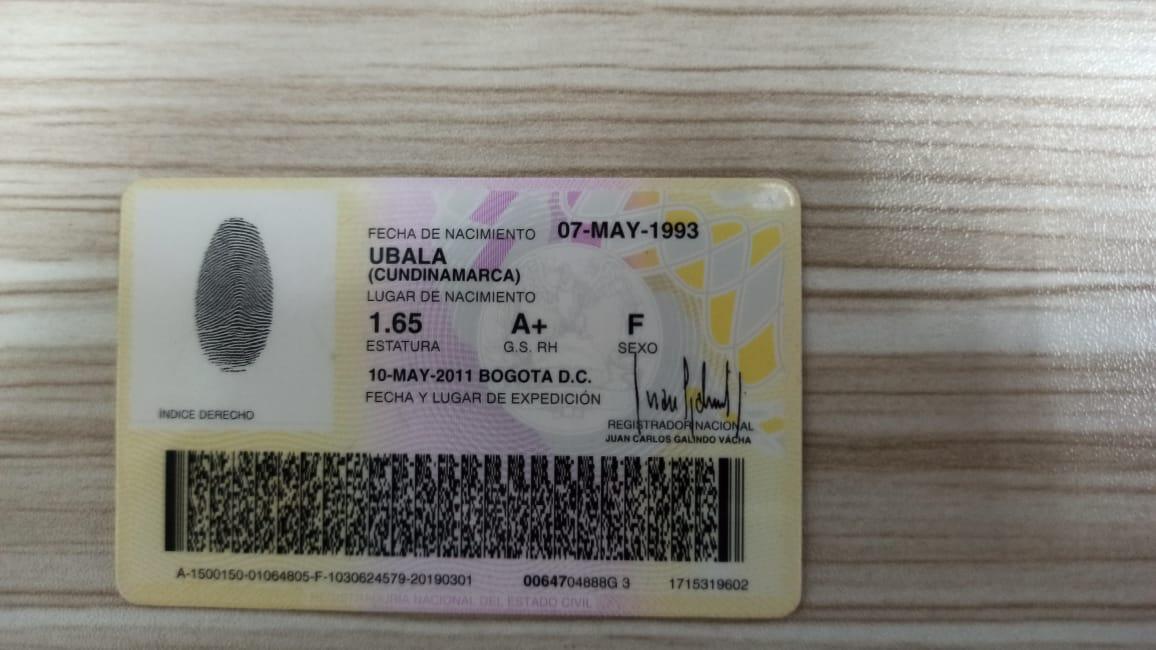 FECHA DE NACIMIENTO 07-MAY-1993
UBALA
(CUNDINAMARCA)
LUGAR DE NACIMIENTO
1.65 A+ F
ESTATURA G.S. RH SEXO
10-MAY-2011 BOGOTA D.C.
FECHA Y LUGAR DE EXPEDICIÓN
ÍNDICE DERECHO
REGISTRADOR NACIONAL
JUAN CARLOS GALINDO VÁCHA
A-1500150-01064805-F-1030624579-20190301 0064704888G 3 1715319602
REGISTRADURIA NACIONAL DEL ESTADO CIVIL